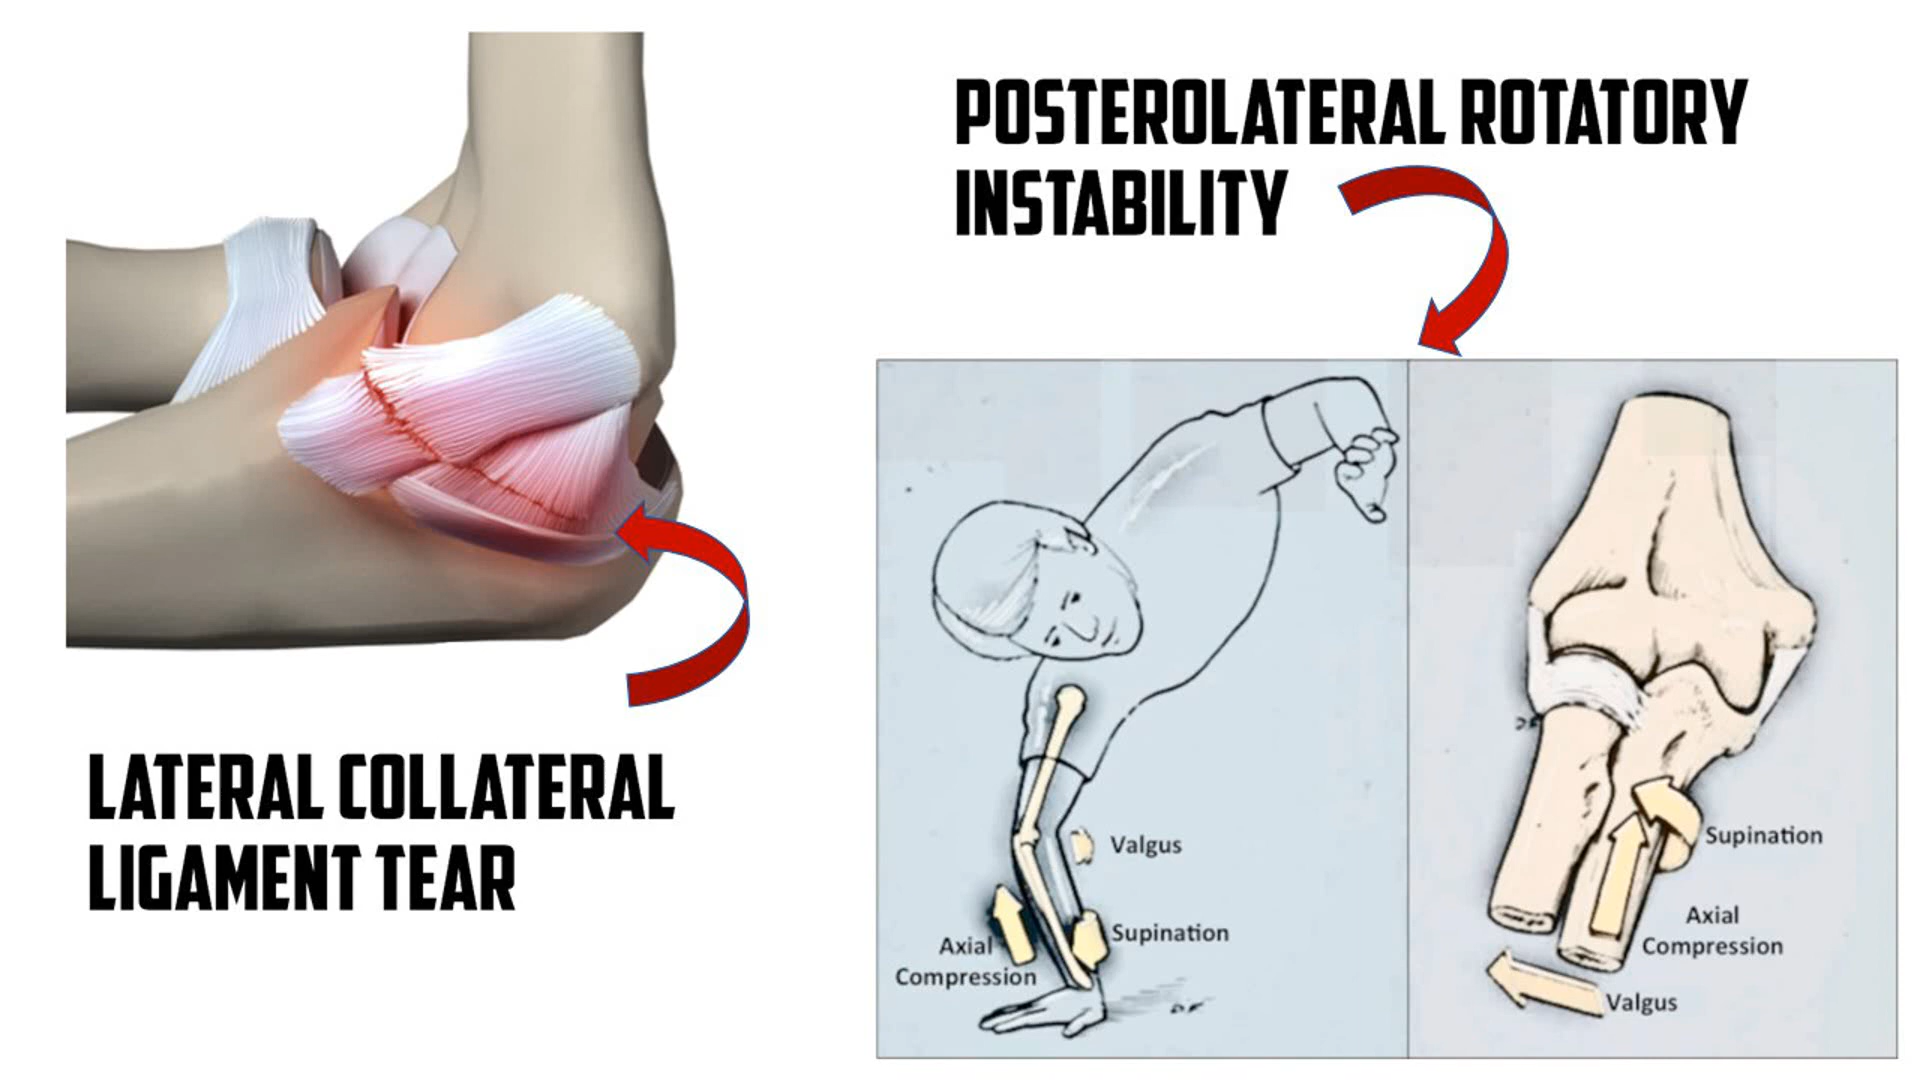 POSTEROLATERAL ROTATORY
INSTABILITY
LATERAL COLLATERAL
LIGAMENT TEAR
Valgus
Supination
Axial
Compression
Supination
Axial
Compression
Valgus